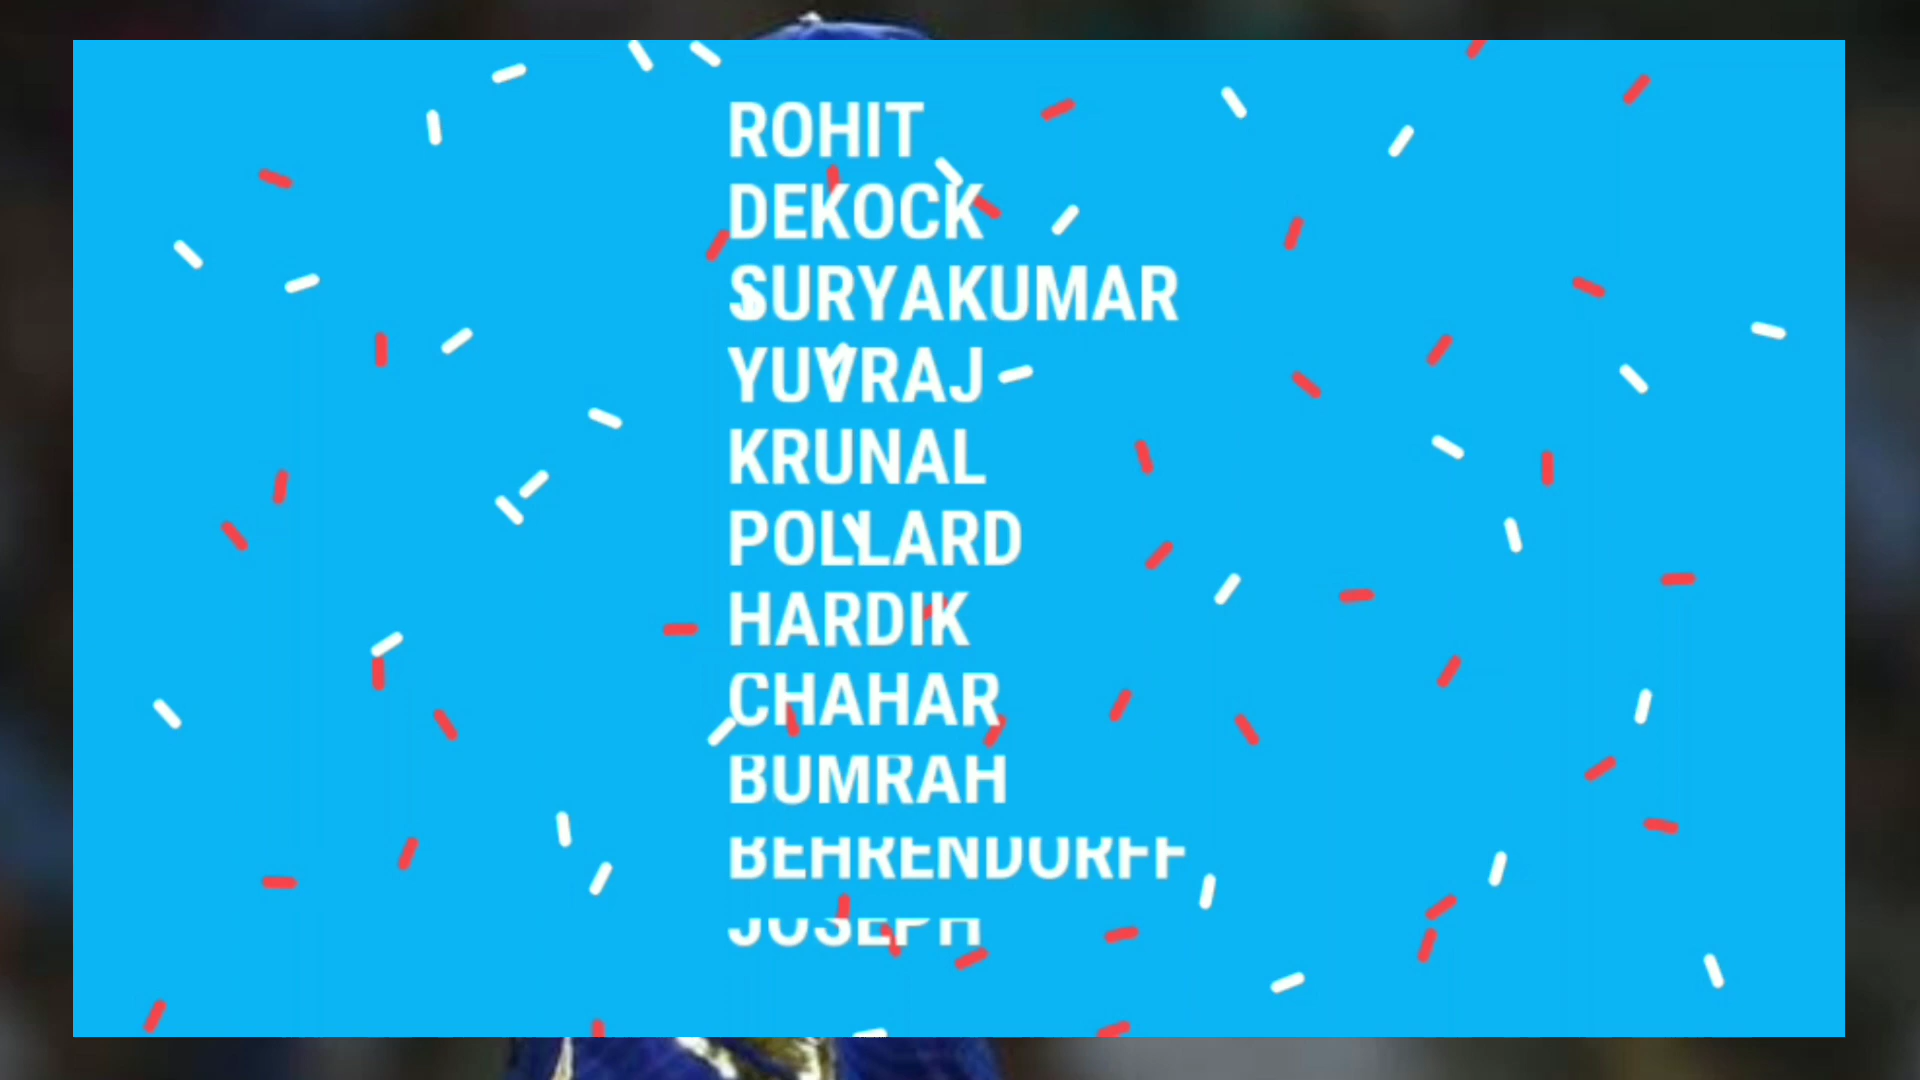 ROHIT
DEKOCK
SURYAKUMAR
YUVRAJ
KRUNAL
POLLARD
HARDIK
CHAHAR
BUMRAH
BEHRENDORFF
JOSEPH